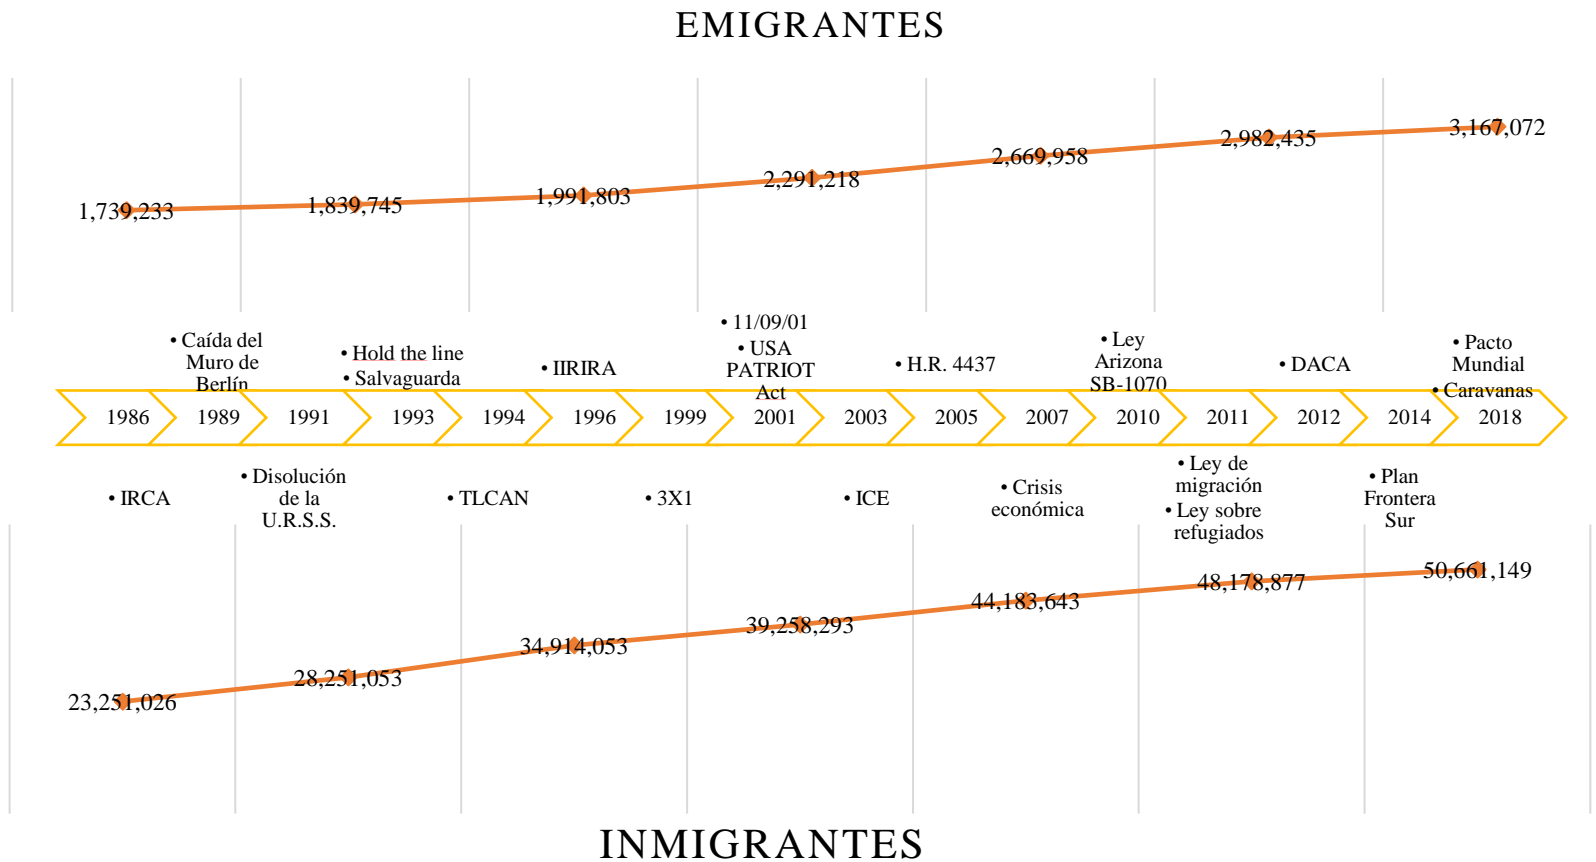 EMIGRANTES
1,739,233
1,839,745
1,991,803
2,291,218
2,669,958
2,982,435
3,167,072
• Caída del
Muro de
Berlín
• Hold the line
• Salvaguarda
• IIRIRA
• 11/09/01
• USA
PATRIOT
Act
• H.R. 4437
• Ley
Arizona
SB-1070
• DACA
• Pacto
Mundial
• Caravanas
1986
1989
1991
1993
1994
1996
1999
2001
2003
2005
2007
2010
2011
2012
2014
2018
• IRCA
• Disolución
de la
U.R.S.S.
• TLCAN
• 3X1
• ICE
• Crisis
económica
• Ley de
migración
• Ley sobre
refugiados
• Plan
Frontera
Sur
23,251,026
28,251,053
34,914,053
39,258,293
44,183,643
48,178,877
50,661,149
INMIGRANTES